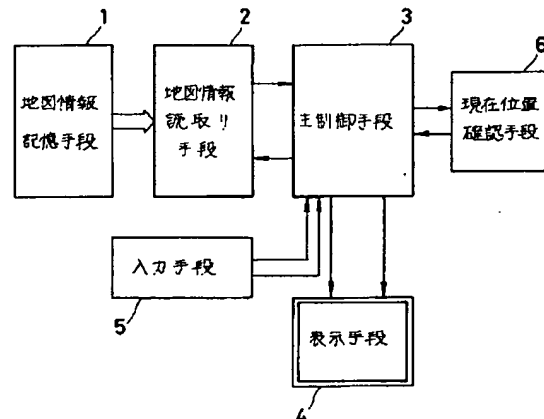 1
2
3
6
地図情報
記憶手段
地図情報
読取り
手段
主制御手段
現在位置
確認手段
入力手段
5
表示手段
4